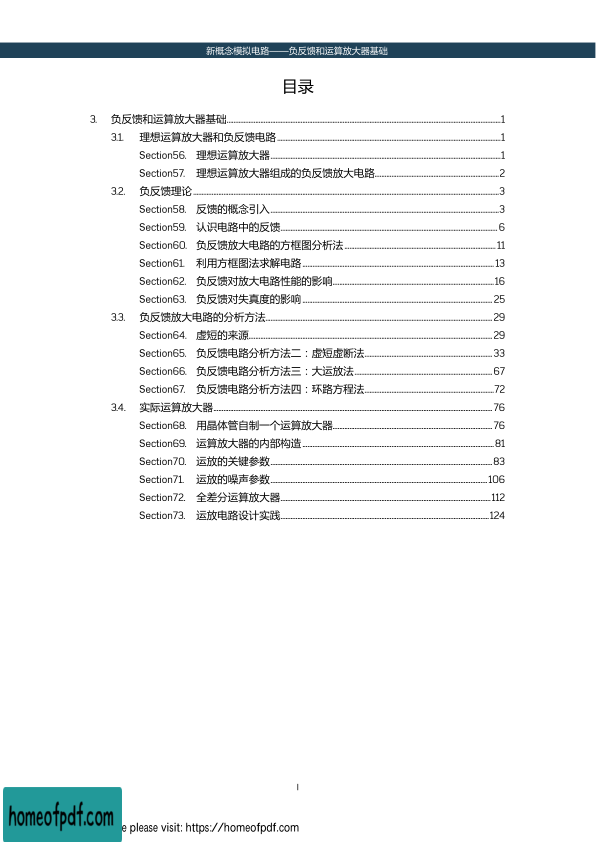 新概念模拟电路——负反馈和运算放大器基础
目录
3. 负反馈和运算放大器基础 1
3.1. 理想运算放大器和负反馈电路 1
Section56. 理想运算放大器 1
Section57. 理想运算放大器组成的负反馈放大电路 2
3.2. 负反馈理论 3
Section58. 反馈的概念引入 3
Section59. 认识电路中的反馈 6
Section60. 负反馈放大电路的方框图分析法 11
Section61. 利用方框图法求解电路 13
Section62. 负反馈对放大电路性能的影响 16
Section63. 负反馈对失真度的影响 25
3.3. 负反馈放大电路的分析方法 29
Section64. 虚短的来源 29
Section65. 负反馈电路分析方法二：虚短虚断法 33
Section66. 负反馈电路分析方法三：大运放法 67
Section67. 负反馈电路分析方法四：环路方程法 72
3.4. 实际运算放大器 76
Section68. 用晶体管自制一个运算放大器 76
Section69. 运算放大器的内部构造 81
Section70. 运放的关键参数 83
Section71. 运放的噪声参数 106
Section72. 全差分运算放大器 112
Section73. 运放电路设计实践 124
I
homeofpdf.com
e please visit: https://homeofpdf.com